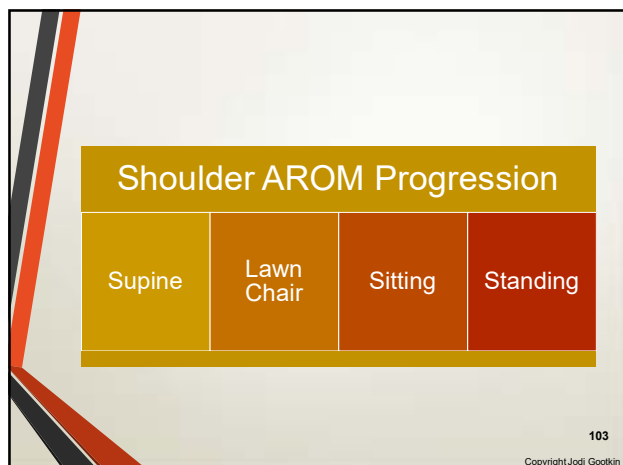 Shoulder AROM Progression
Supine
Lawn
Chair
Sitting
Standing
103
Copyright Jodi Gootkin